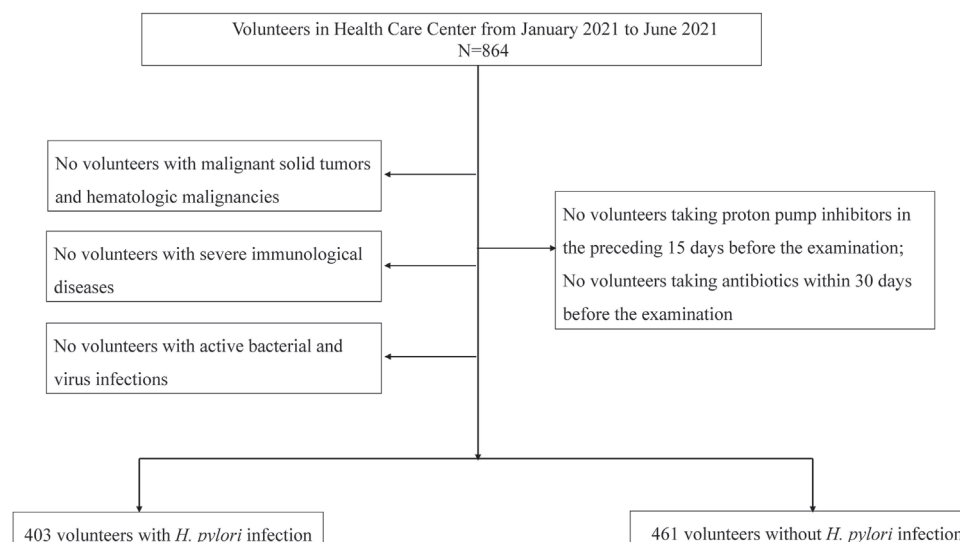 Volunteers in Health Care Center from January 2021 to June 2021
N=864
No volunteers with malignant solid tumors
and hematologic malignancies
No volunteers taking proton pump inhibitors in
the preceding 15 days before the examination;
No volunteers taking antibiotics within 30 days
before the examination
No volunteers with severe immunological
diseases
No volunteers with active bacterial and
virus infections
403 volunteers with H. pylori infection
461 volunteers without H. pylori infection